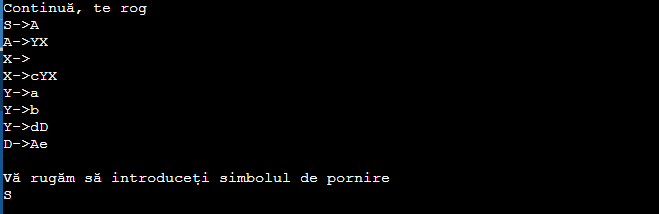 Continuă, te rog
S->A
A->YX
X->
X->cYX
Y->a
Y->b
Y->dD
D->Ae
Vă rugăm să introduceți simbolul de pornire
S